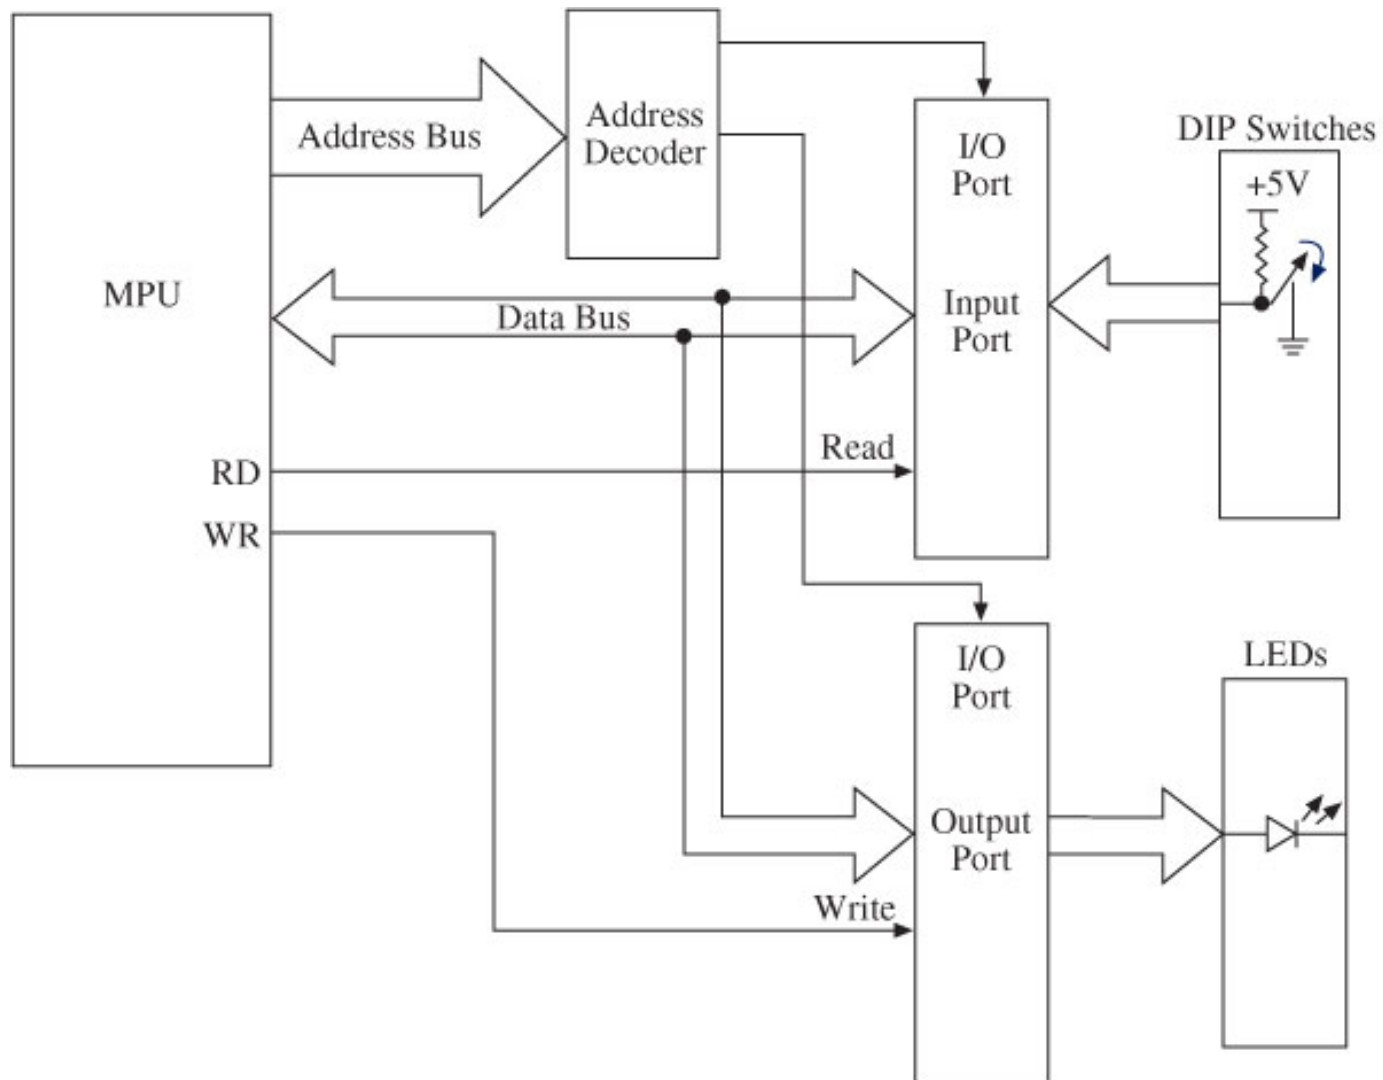 Address Bus
Address
Decoder
I/O
Port
DIP Switches
+5V
MPU
Data Bus
Input
Port
Read
RD
WR
I/O
Port
LEDs
Output
Port
Write